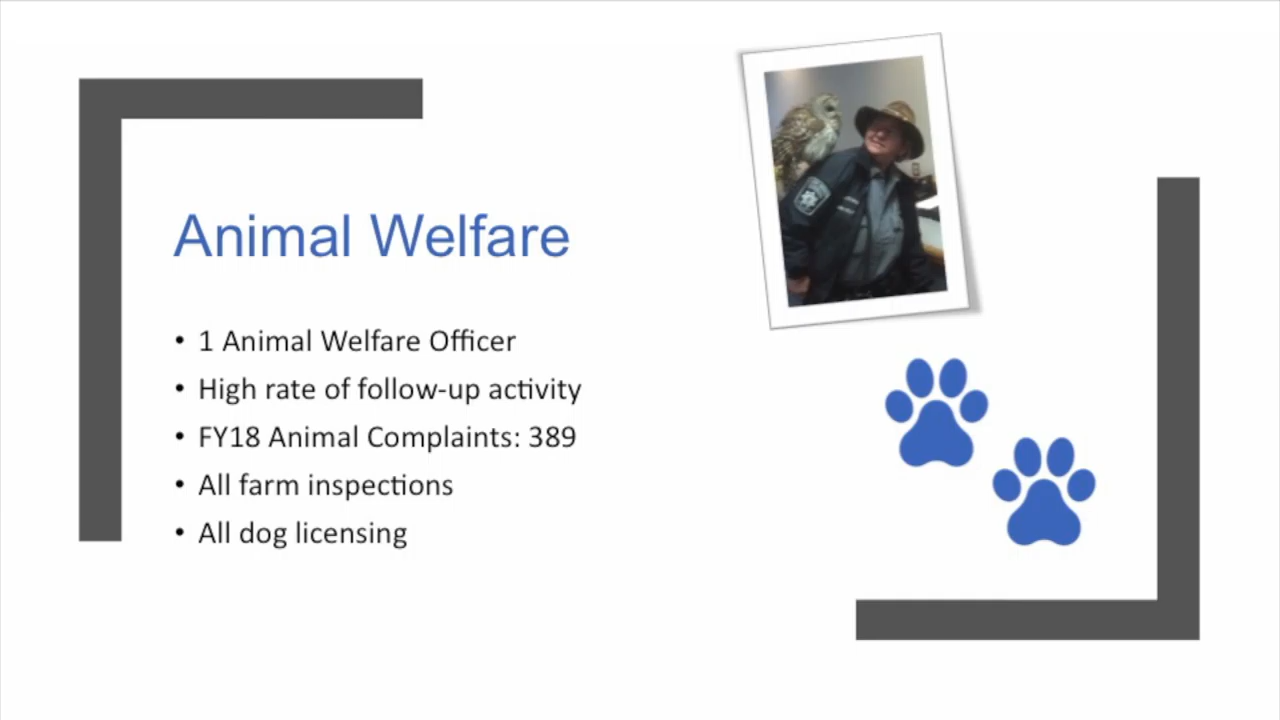 Animal Welfare
• 1 Animal Welfare Officer
• High rate of follow-up activity
• FY18 Animal Complaints: 389
• All farm inspections
• All dog licensing